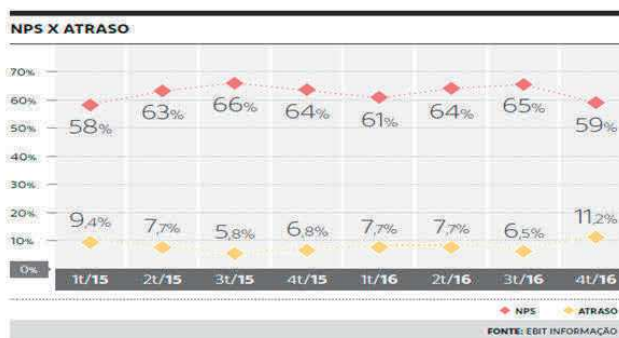 NPS X ATRASO
70%
60%
50%
40%
30%
20%
10%
0%
58% 63% 66% 64% 61% 64% 65% 59%
9,4% 7,7% 5,8% 6,8% 7,7% 7,7% 6,5% 11,2%
1t/15 2t/15 3t/15 4t/15 1t/16 2t/16 3t/16 4t/16
NPS ATRASO
FONTE: EBIT INFORMAÇÃO